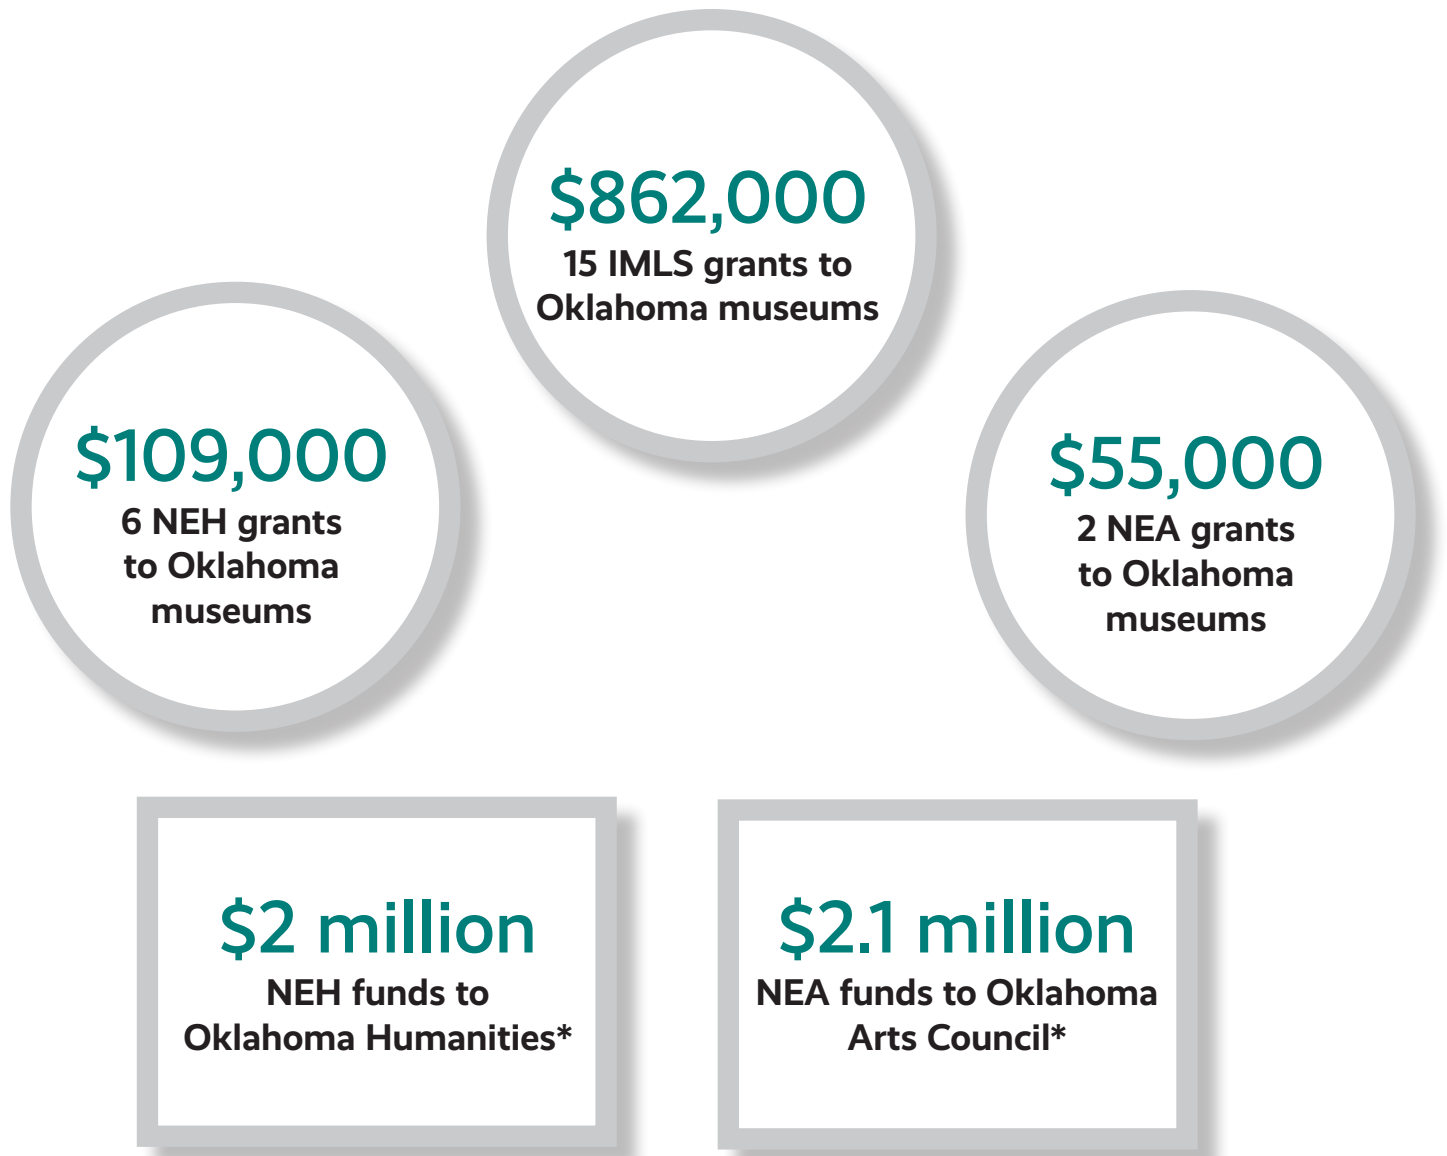 $862,000
15 IMLS grants to
Oklahoma museums
$109,000
6 NEH grants
to Oklahoma
museums
$55,000
2 NEA grants
to Oklahoma
museums
$2 million
NEH funds to
Oklahoma Humanities*
$2.1 million
NEA funds to Oklahoma
Arts Council*